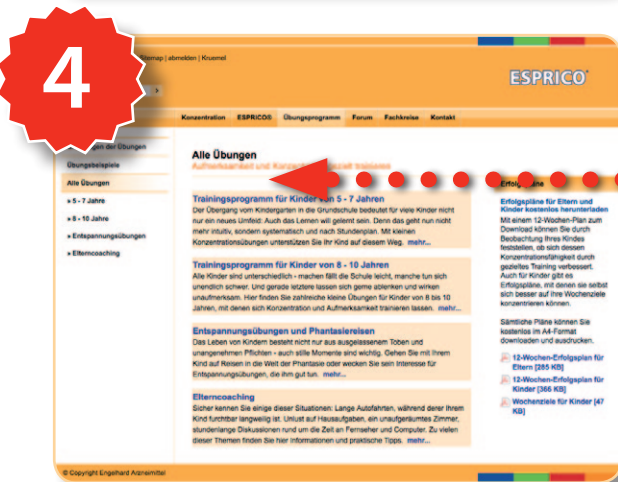 4
Sitemap | abmelden | Kruemel
ESPRICO®
Konzentration ESPRICO® Übungsprogramm Forum Fachkreise Kontakt
der Übungen
Übungsbeispiele
Alle Übungen
» 5 - 7 Jahre
» 8 - 10 Jahre
» Entspannungsübungen
» Elterncoaching
Alle Übungen
Aufmerksamkeit und Konzentration gezielt trainieren
Trainingsprogramm für Kinder von 5 - 7 Jahren
Der Übergang vom Kindergarten in die Grundschule bedeutet für viele Kinder nicht
nur ein neues Umfeld. Auch das Lernen will gelernt sein. Denn das geht nun nicht
mehr intuitiv, sondern systematisch und nach Stundenplan. Mit kleinen
Konzentrationsübungen unterstützen Sie Ihr Kind auf diesem Weg. mehr...
Trainingsprogramm für Kinder von 8 - 10 Jahren
Alle Kinder sind unterschiedlich - machen fällt die Schule leicht, manche tun sich
unendlich schwer. Und gerade letztere lassen sich gerne ablenken und wirken
unaufmerksam. Hier finden Sie zahlreiche kleine Übungen für Kinder von 8 bis 10
Jahren, mit denen sich Konzentration und Aufmerksamkeit trainieren lassen. mehr...
Entspannungsübungen und Phantasiereisen
Das Leben von Kindern besteht nicht nur aus ausgelassenem Toben und
unangenehmen Pflichten - auch stille Momente sind wichtig. Gehen Sie mit Ihrem
Kind auf Reisen in die Welt der Phantasie oder wecken Sie sein Interesse für
Entspannungsübungen, die ihm gut tun. mehr...
Elterncoaching
Sicher kennen Sie einige dieser Situationen: Lange Autofahrten, während derer Ihrem
Kind furchtbar langweilig ist. Unlust auf Hausaufgaben, ein unaufgeräumtes Zimmer,
stundenlange Diskussionen rund um die Zeit an Fernseher und Computer. Zu vielen
dieser Themen finden Sie hier Informationen und praktische Tipps. mehr...
Erfolgspläne
Erfolgspläne für Eltern und
Kinder kostenlos herunterladen
Mit einem 12-Wochen-Plan zum
Download können Sie durch
Beobachtung Ihres Kindes
feststellen, ob sich dessen
Konzentrationsfähigkeit durch
gezieltes Training verbessert.
Auch für Kinder gibt es
Erfolgspläne, mit denen sie selbst
sich besser auf ihre Wochenziele
konzentrieren können.
Sämtliche Pläne können Sie
kostenlos im A4-Format
downloaden und ausdrucken.
12-Wochen-Erfolgsplan für
Eltern [265 KB]
12-Wochen-Erfolgsplan für
Kinder [366 KB]
Wochenziele für Kinder [47
KB]
© Copyright Engelhard Arzneimittel